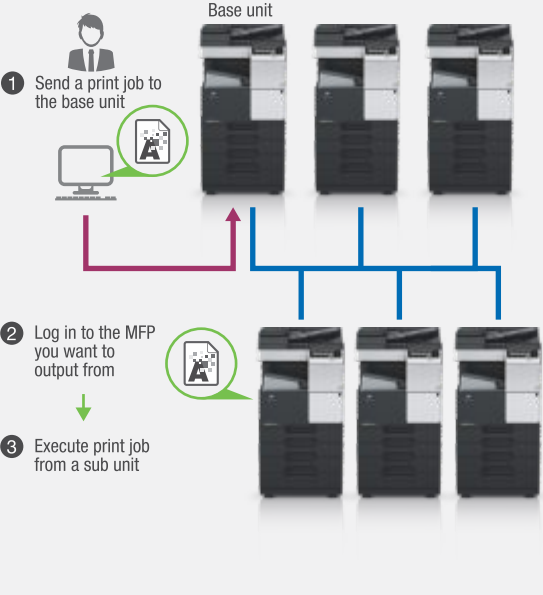 Base unit
1 Send a print job to
the base unit
A
2 Log in to the MFP
you want to
output from
A
3 Execute print job
from a sub unit